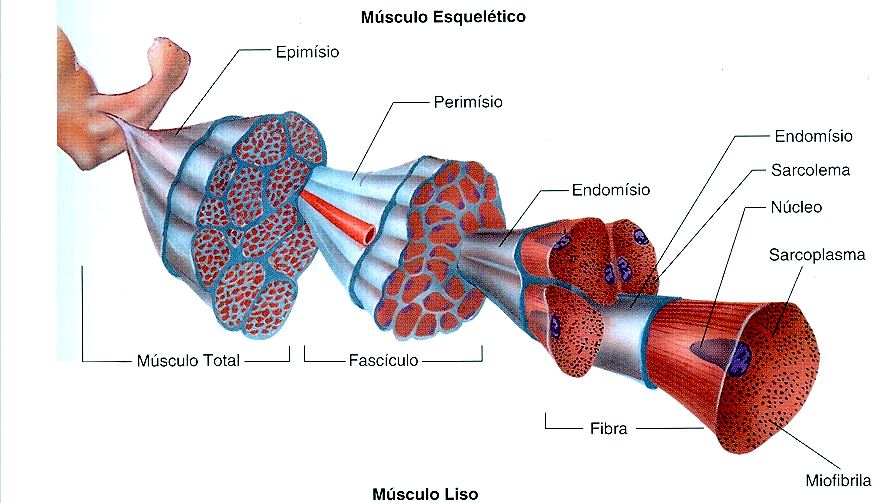 Músculo Esquelético
Epimísio
Perimísio
Endomísio
Endomísio
Sarcolema
Núcleo
Sarcoplasma
Músculo Total
Fascículo
Fibra
Miofibrila
Músculo Liso